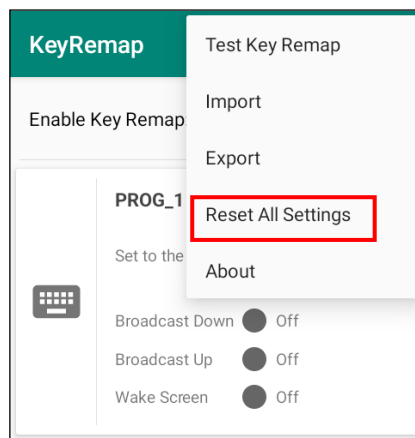 KeyRemap
Test Key Remap
Import
Enable Key Remap
Export
PROG_1
Reset All Settings
Set to the
About
Broadcast Down Off
Broadcast Up Off
Wake Screen Off